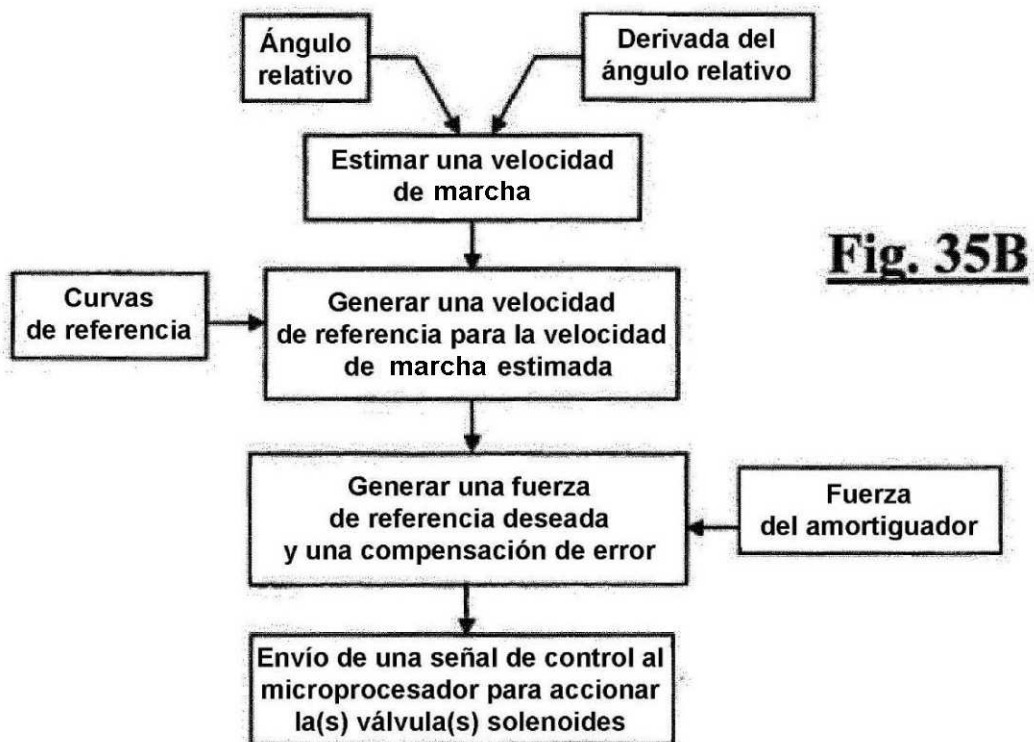 Ángulo
relativo
Derivada del
ángulo relativo
Estimar una velocidad
de marcha
Fig. 35B
Curvas
de referencia
Generar una velocidad
de referencia para la velocidad
de marcha estimada
Generar una fuerza
de referencia deseada
y una compensación de error
Fuerza
del amortiguador
Envío de una señal de control al
microprocesador para accionar
la(s) válvula(s) solenoides